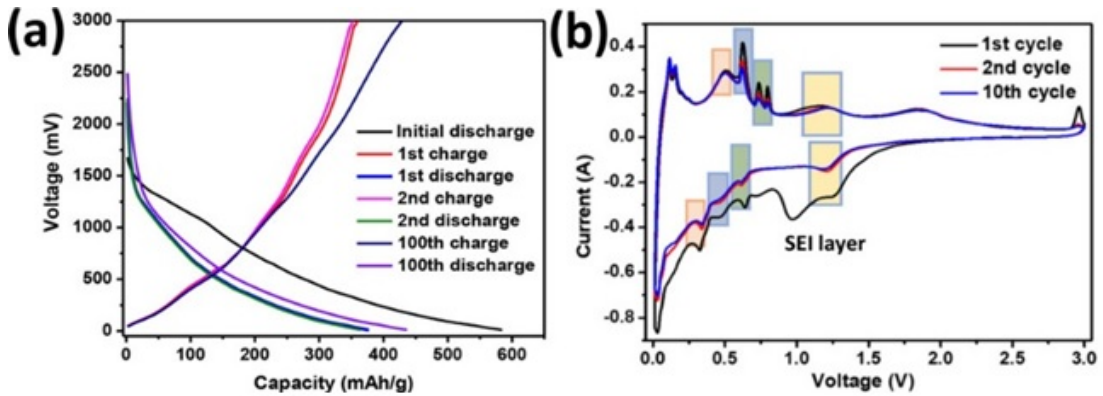 (a)
3000
2500
2000
1500
1000
500
0
Voltage (mV)
Initial discharge
1st charge
1st discharge
2nd charge
2nd discharge
100th charge
100th discharge
0 100 200 300 400 500 600
Capacity (mAh/g)
(b)
0.4
0.2
0.0
-0.2
-0.4
-0.6
-0.8
Current (A)
1st cycle
2nd cycle
10th cycle
SEI layer
0.0 0.5 1.0 1.5 2.0 2.5 3.0
Voltage (V)